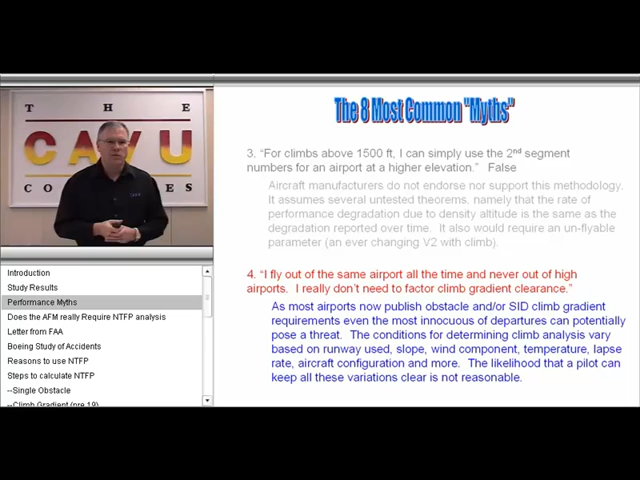 THE
CAVU
COMPANIES
Introduction
Study Results
Performance Myths
Does the AFM really Require NTFP analysis
Letter from FAA
Boeing Study of Accidents
Reasons to use NTFP
Steps to calculate NTFP
--Single Obstacle
--Climb Gradient (pre 19)
The 8 Most Common "Myths"
3. "For climbs above 1500 ft, I can simply use the 2nd segment
numbers for an airport at a higher elevation."   False
Aircraft manufacturers do not endorse nor support this methodology.
It assumes several untested theorems, namely that the rate of
performance degradation due to density altitude is the same as the
degradation reported over time.  It also would require an un-flyable
parameter (an ever changing V2 with climb).
4. "I fly out of the same airport all the time and never out of high
airports.  I really don't need to factor climb gradient clearance."
As most airports now publish obstacle and/or SID climb gradient
requirements even the most innocuous of departures can potentially
pose a threat.  The conditions for determining climb analysis vary
based on runway used, slope, wind component, temperature, lapse
rate, aircraft configuration and more.  The likelihood that a pilot can
keep all these variations clear is not reasonable.